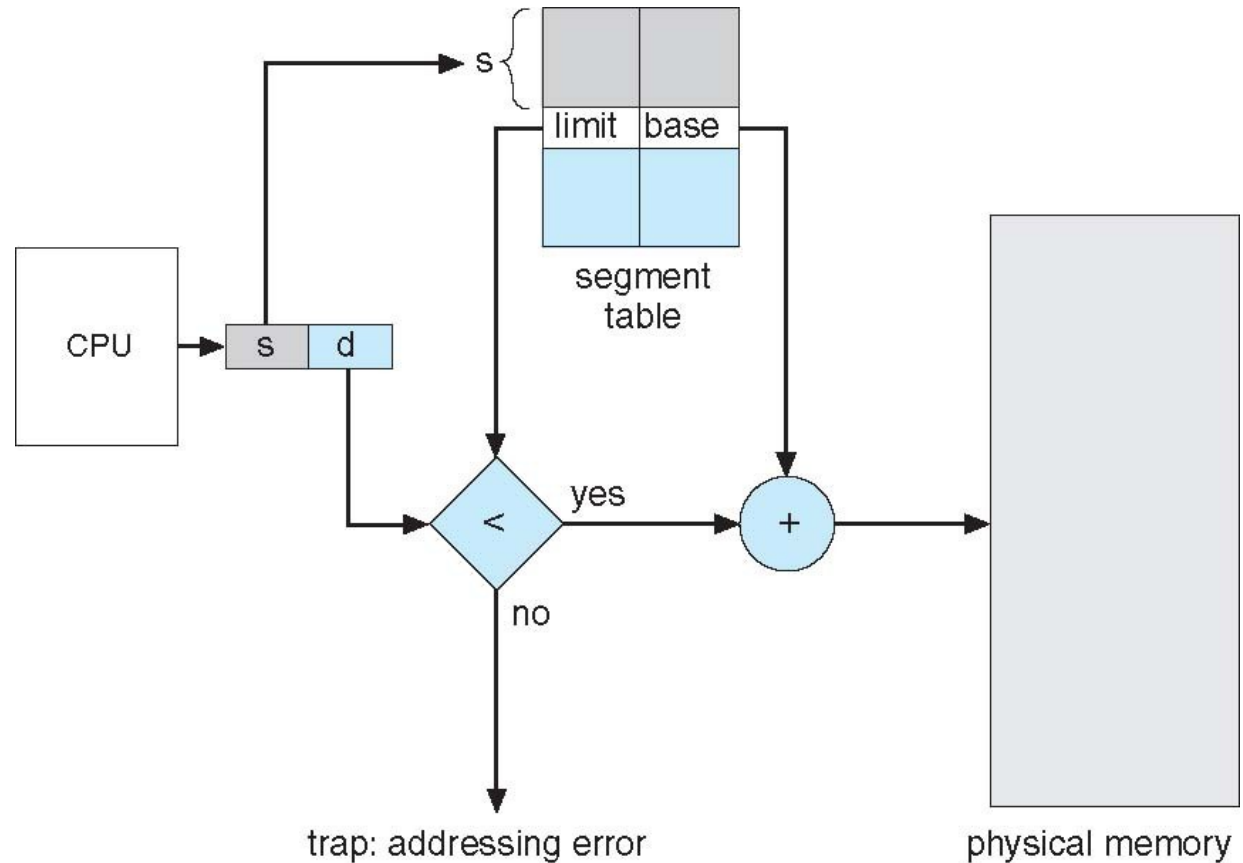 s
limit base
segment
table
CPU
s d
<
yes
+
no
trap: addressing error
physical memory